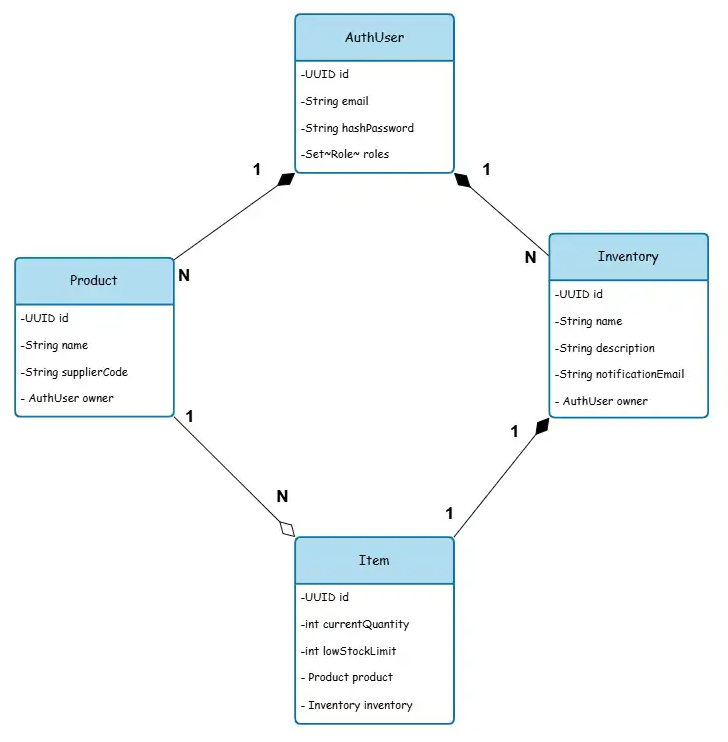 AuthUser
-UUID id
-String email
-String hashPassword
-Set~Role~ roles
1
1
N
N
Product
-UUID id
-String name
-String supplierCode
- AuthUser owner
Inventory
-UUID id
-String name
-String description
-String notificationEmail
- AuthUser owner
1
1
N
1
Item
-UUID id
-int currentQuantity
-int lowStockLimit
- Product product
- Inventory inventory